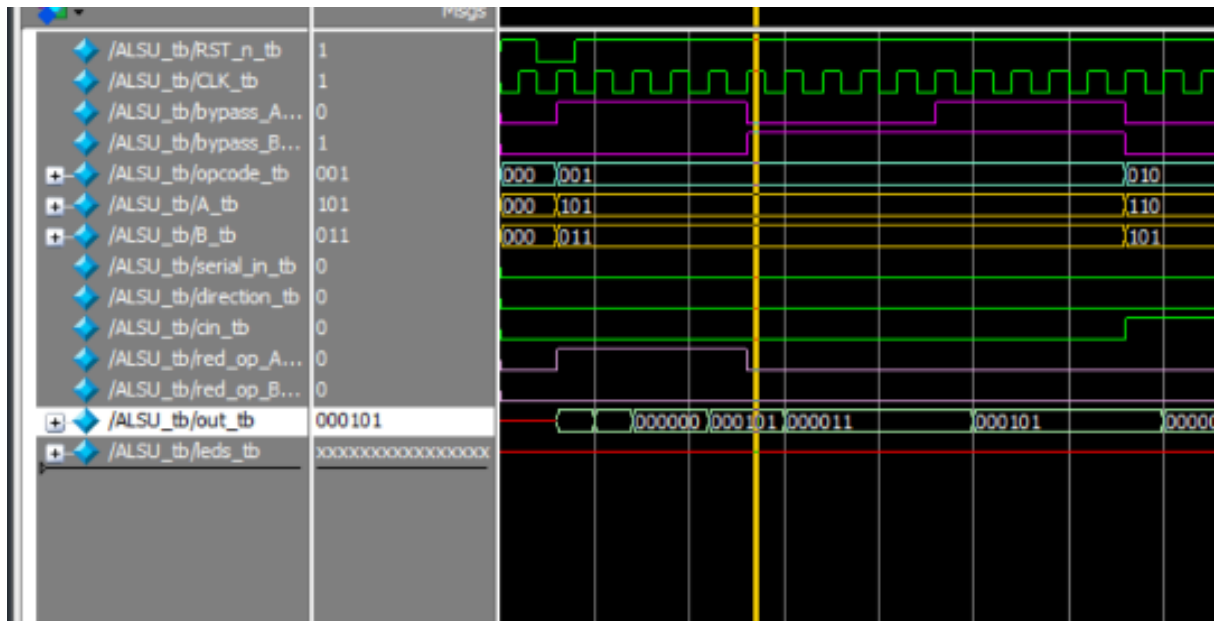 Msgs
/ALSU_tb/RST_n_tb 1
/ALSU_tb/CLK_tb 1
/ALSU_tb/bypass_A... 0
/ALSU_tb/bypass_B... 1
/ALSU_tb/opcode_tb 001 000 001 010
/ALSU_tb/A_tb 101 000 101 110
/ALSU_tb/B_tb 011 000 011 101
/ALSU_tb/serial_in_tb 0
/ALSU_tb/direction_tb 0
/ALSU_tb/cin_tb 0
/ALSU_tb/red_op_A... 0
/ALSU_tb/red_op_B... 0
/ALSU_tb/out_tb 000101 000000 000101 000011 000101 00000
/ALSU_tb/leds_tb xxxxxxxxxxxxxxxx